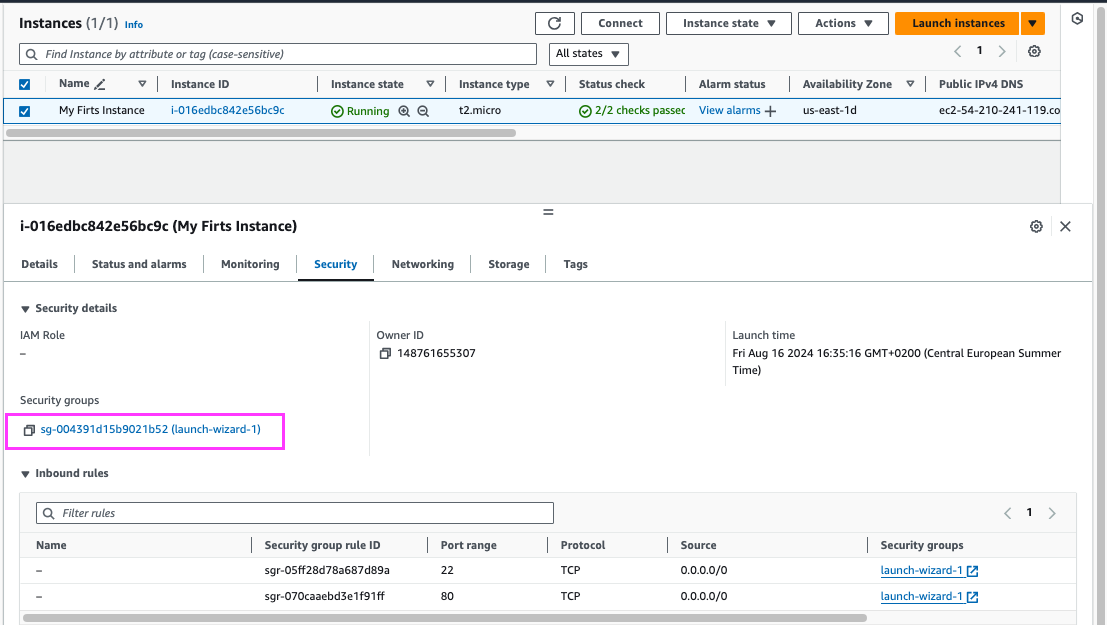 Instances (1/1) Info
Connect
Instance state
Actions
Launch instances
Find Instance by attribute or tag (case-sensitive)
All states
1
Name Instance ID Instance state Instance type Status check Alarm status Availability Zone Public IPv4 DNS
My Firts Instance i-016edbc842e56bc9c Running t2.micro 2/2 checks passed View alarms us-east-1d ec2-54-210-241-119.co
i-016edbc842e56bc9c (My Firts Instance)
Details Status and alarms Monitoring Security Networking Storage Tags
Security details
IAM Role Owner ID Launch time
– 148761655307 Fri Aug 16 2024 16:35:16 GMT+0200 (Central European Summer
Time)
Security groups
sg-004391d15b9021b52 (launch-wizard-1)
Inbound rules
Filter rules
1
Name Security group rule ID Port range Protocol Source Security groups
– sgr-05ff28d78a687d89a 22 TCP 0.0.0.0/0 launch-wizard-1
– sgr-070caaebd3e1f91ff 80 TCP 0.0.0.0/0 launch-wizard-1